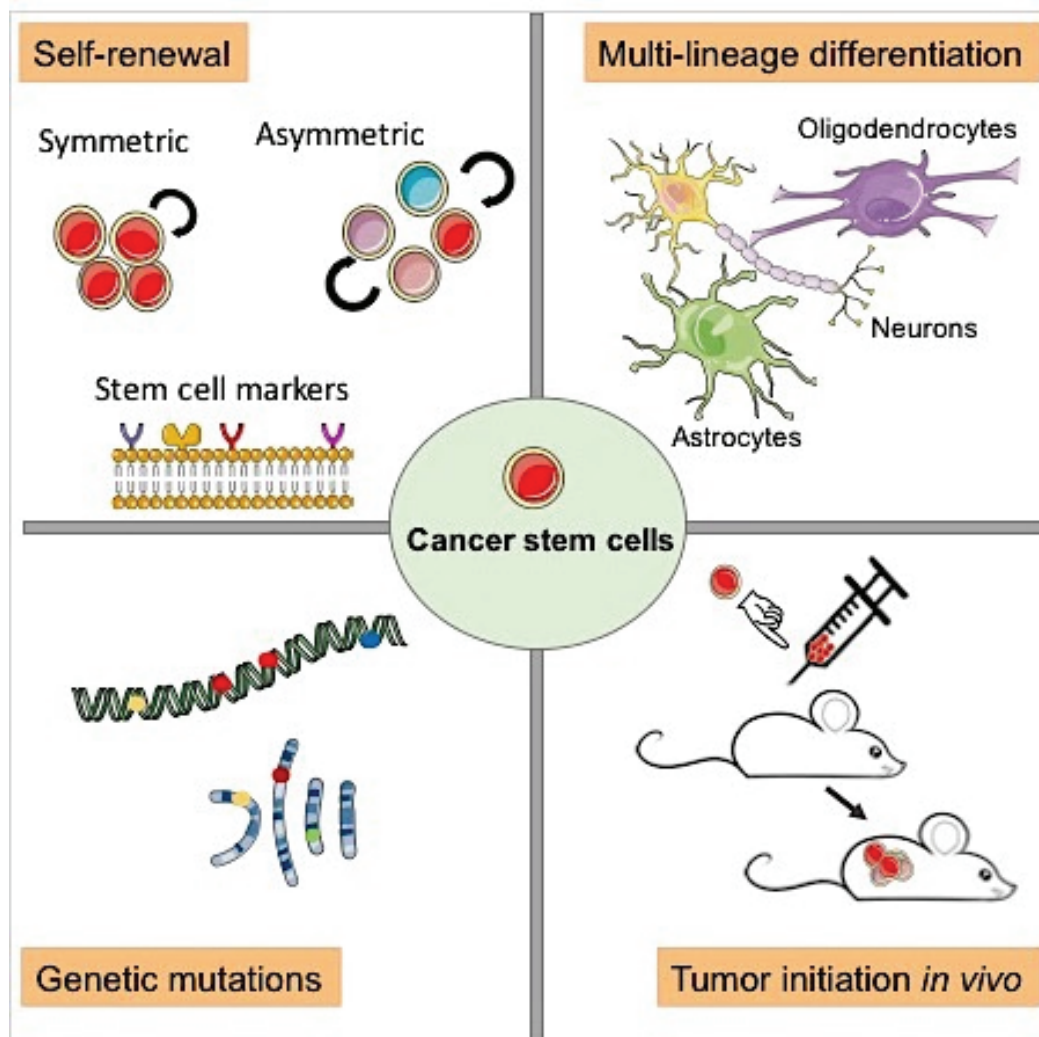 Self-renewal
Symmetric
Asymmetric
Stem cell markers
Multi-lineage differentiation
Oligodendrocytes
Neurons
Astrocytes
Cancer stem cells
Genetic mutations
Tumor initiation in vivo